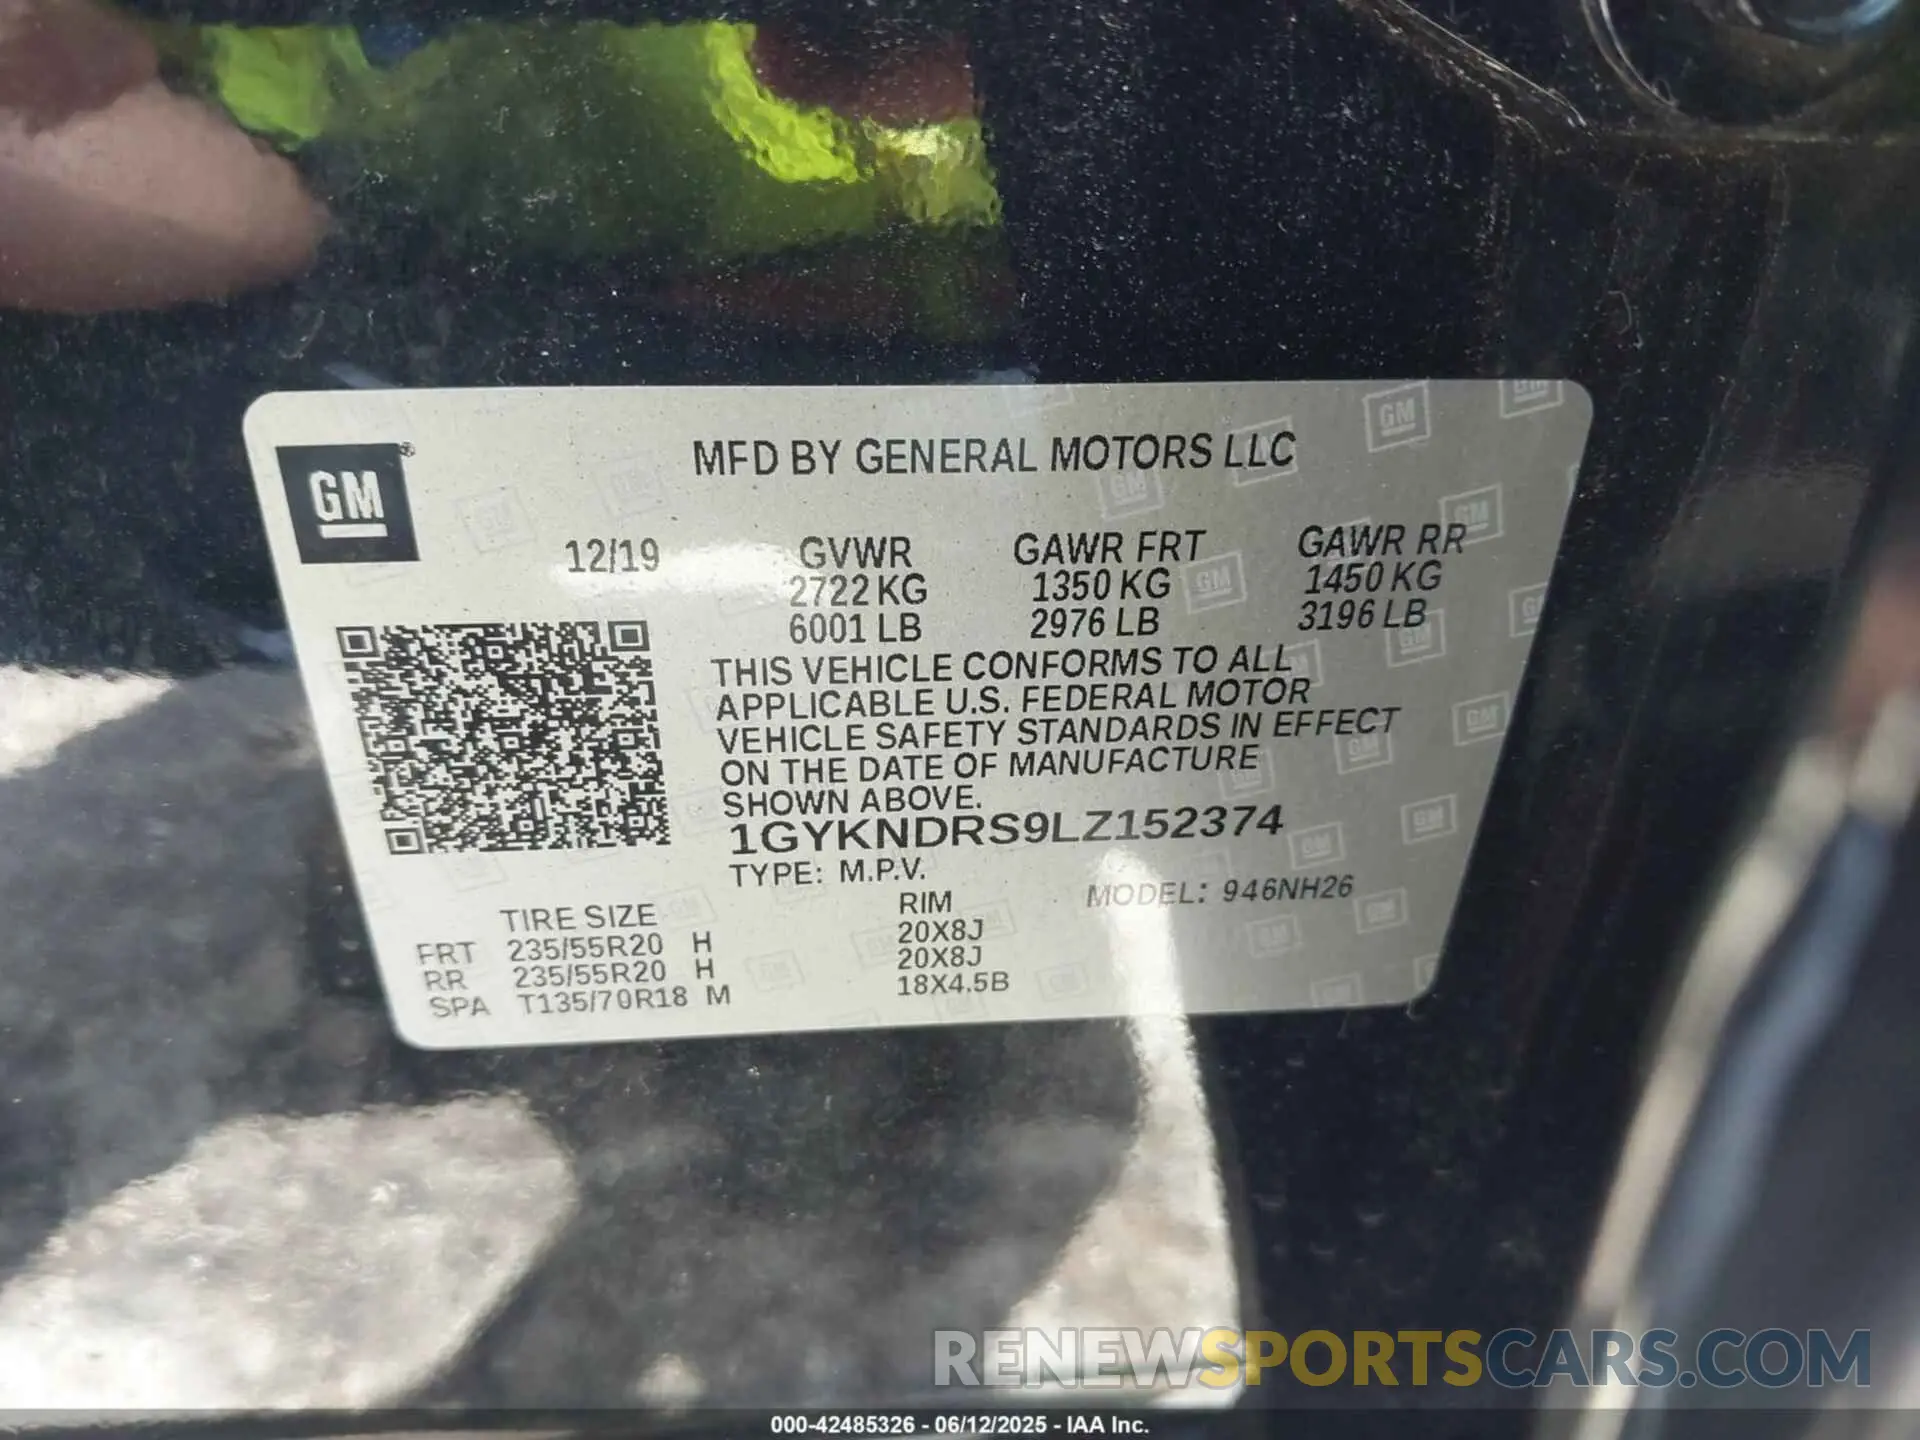 MFD BY GENERAL MOTORS LLC
GM®
12/19 GVWR GAWR FRT GAWR RR
2722 KG 1350 KG 1450 KG
6001 LB 2976 LB 3196 LB
THIS VEHICLE CONFORMS TO ALL
APPLICABLE U.S. FEDERAL MOTOR
VEHICLE SAFETY STANDARDS IN EFFECT
ON THE DATE OF MANUFACTURE
SHOWN ABOVE.
1GYKNDRS9LZ152374
TYPE: M.P.V. MODEL: 946NH26
TIRE SIZE RIM
FRT 235/55R20 H 20X8J
RR 235/55R20 H 20X8J
SPA T135/70R18 M 18X4.5B
RENEWSPORTSCARS.COM
000-42485326 - 06/12/2025 - IAA Inc.